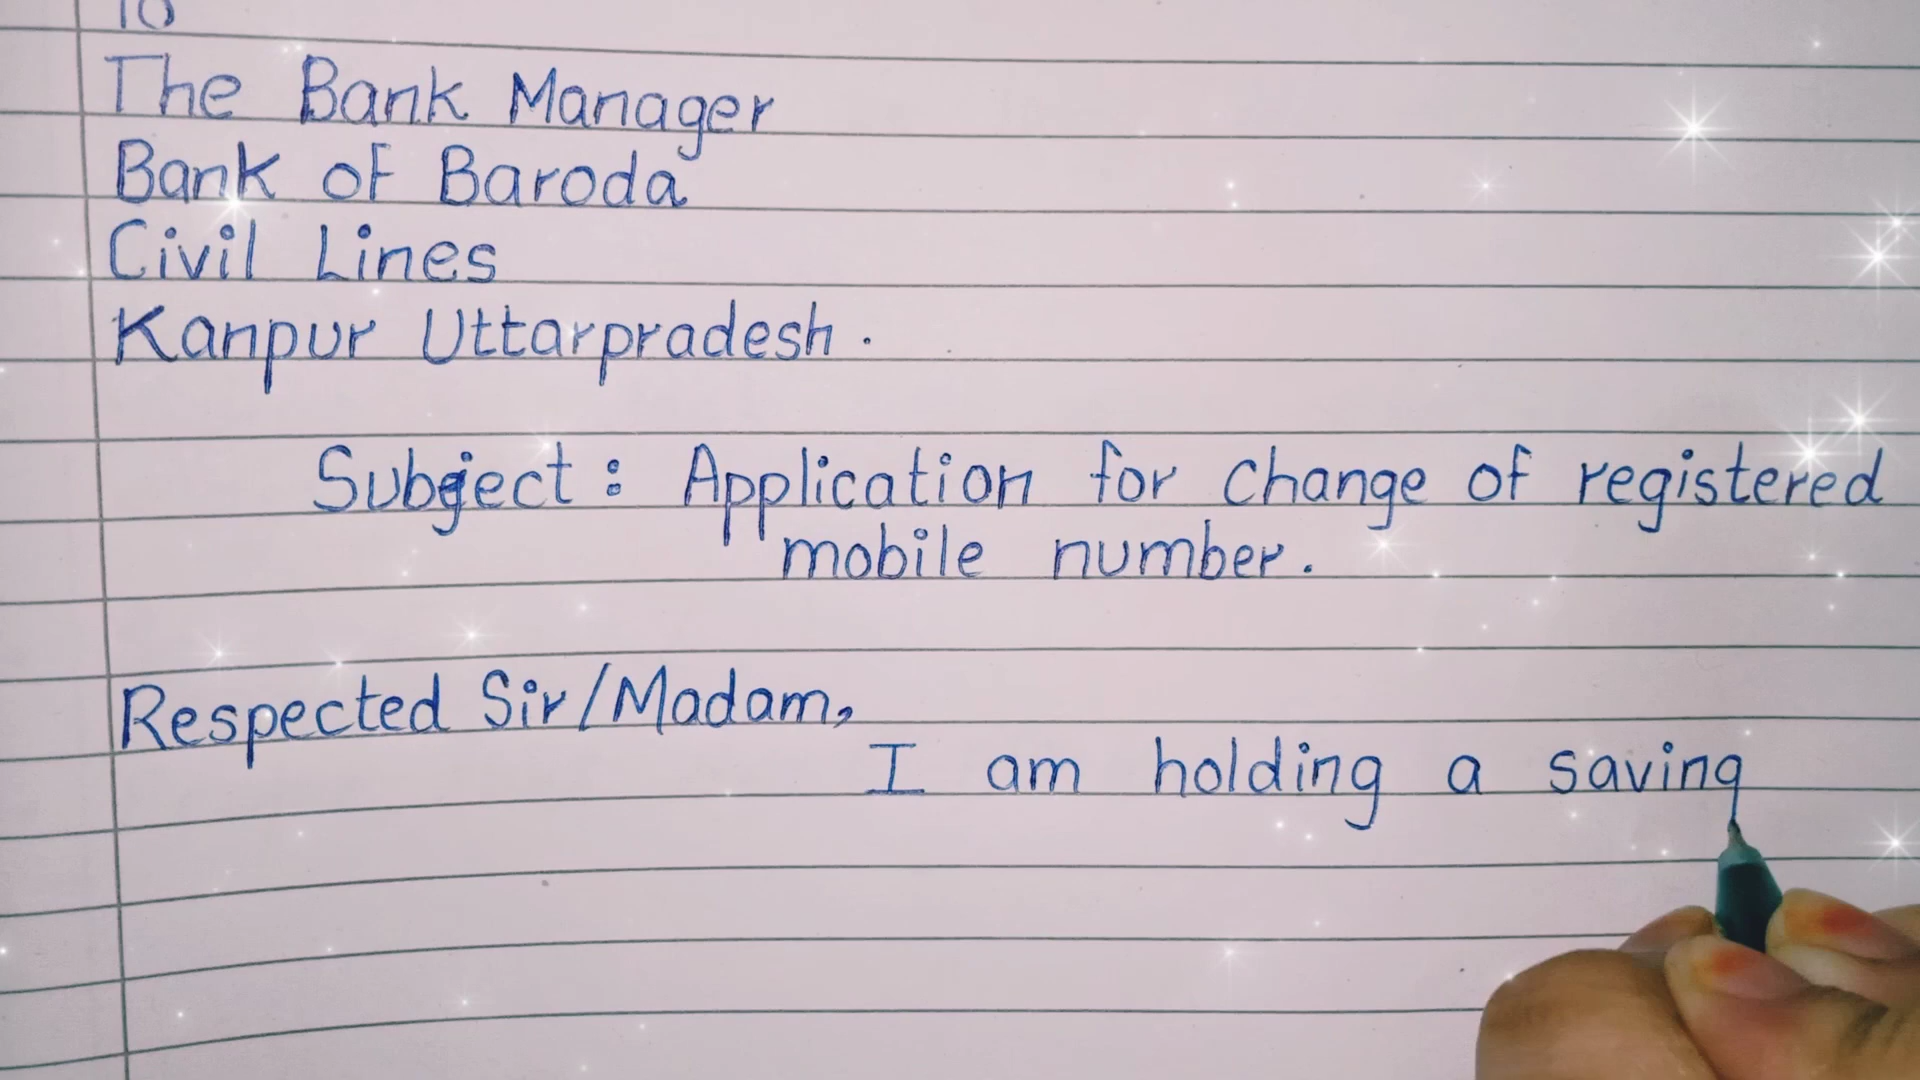 To
The Bank Manager
Bank of Baroda
Civil Lines
Kanpur Uttarpradesh.
Subject: Application for change of registered
mobile number.
Respected Sir/Madam,
I am holding a saving